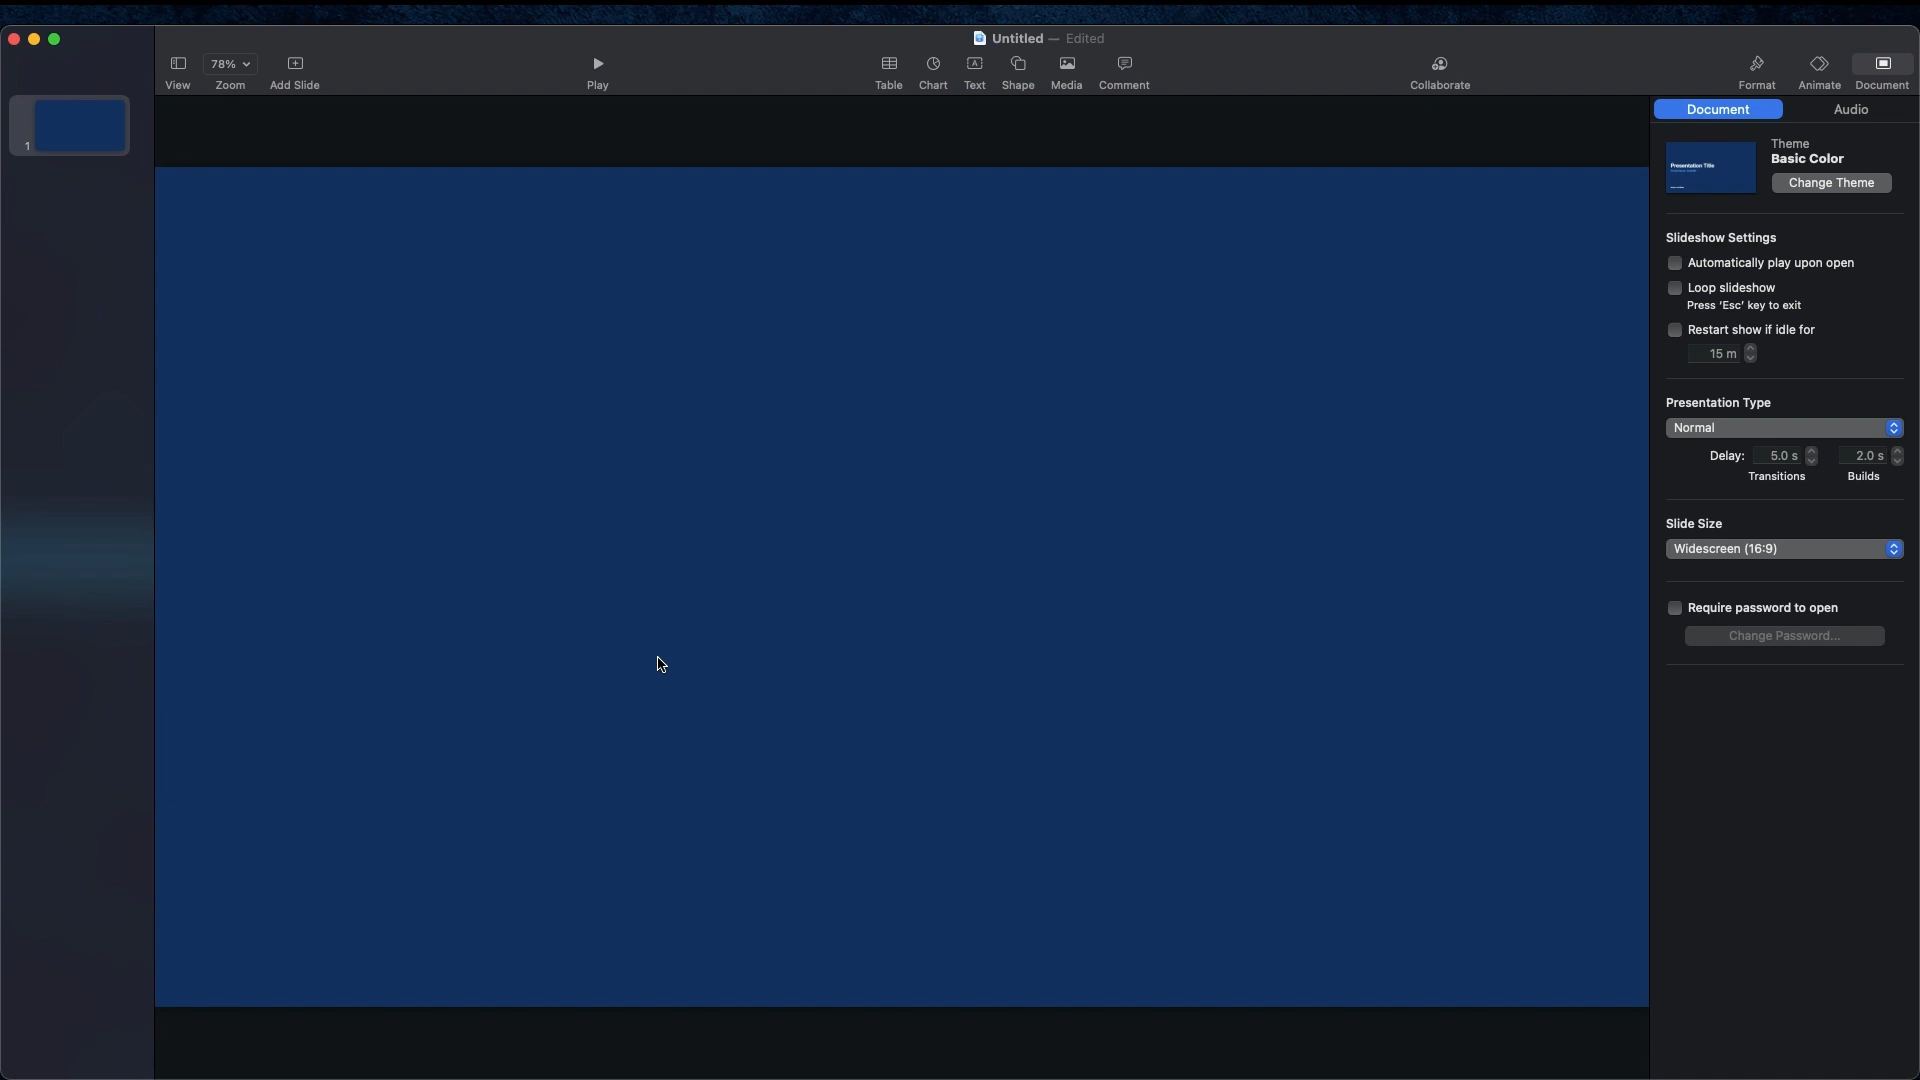 Untitled — Edited
78%
View
Zoom
Add Slide
Play
Table
Chart
Text
Shape
Media
Comment
Collaborate
Format
Animate
Document
1
Document
Audio
Presentation Title
Theme
Basic Color
Change Theme
Slideshow Settings
Automatically play upon open
Loop slideshow
Press ‘Esc’ key to exit
Restart show if idle for
15 m
Presentation Type
Normal
Delay: 5.0 s 2.0 s
Transitions Builds
Slide Size
Widescreen (16:9)
Require password to open
Change Password...